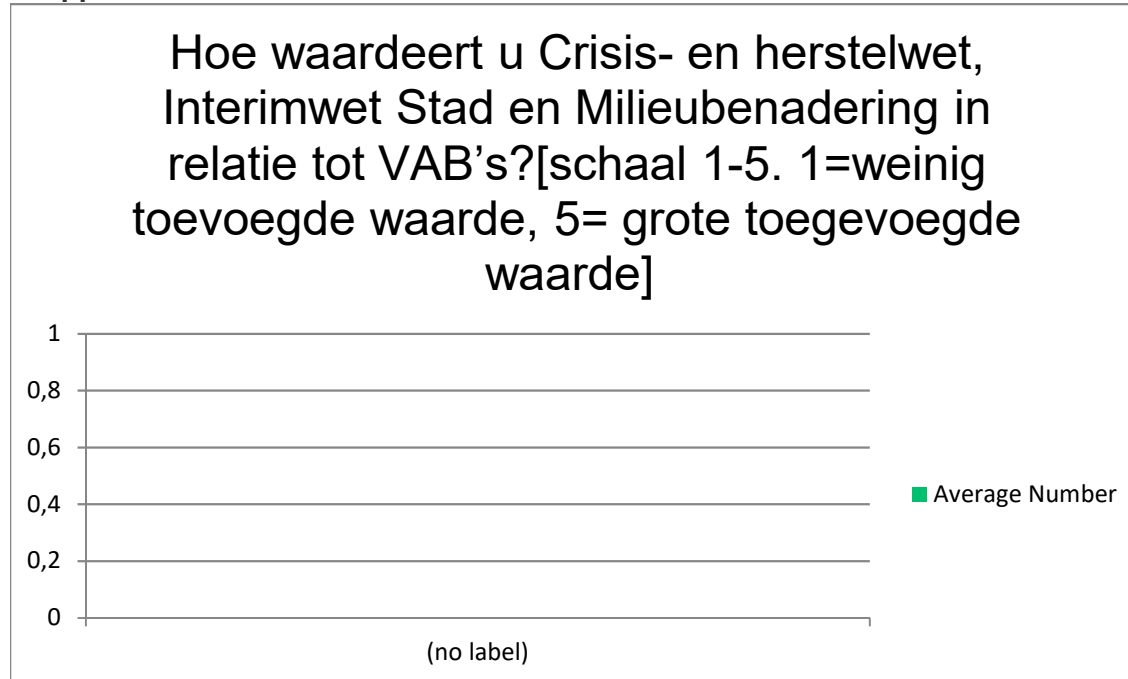 Hoe waardeert u Crisis- en herstelwet,
Interimwet Stad en Milieubenadering in
relatie tot VAB’s?[schaal 1-5. 1=weinig
toevoegde waarde, 5= grote toegevoegde
waarde]
1
0,8
0,6
0,4
0,2
0
(no label)
Average Number